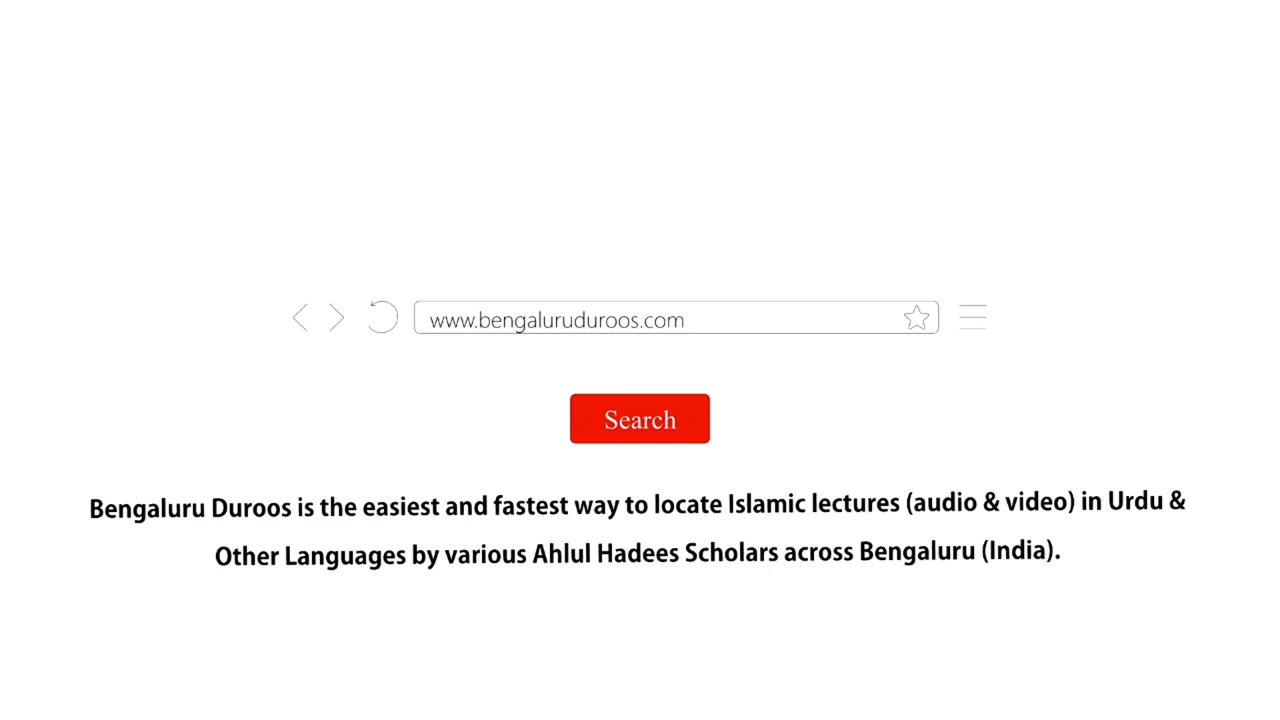 www.bengaluruduroos.com
Search
Bengaluru Duroos is the easiest and fastest way to locate Islamic lectures (audio & video) in Urdu &
Other Languages by various Ahlul Hadees Scholars across Bengaluru (India).